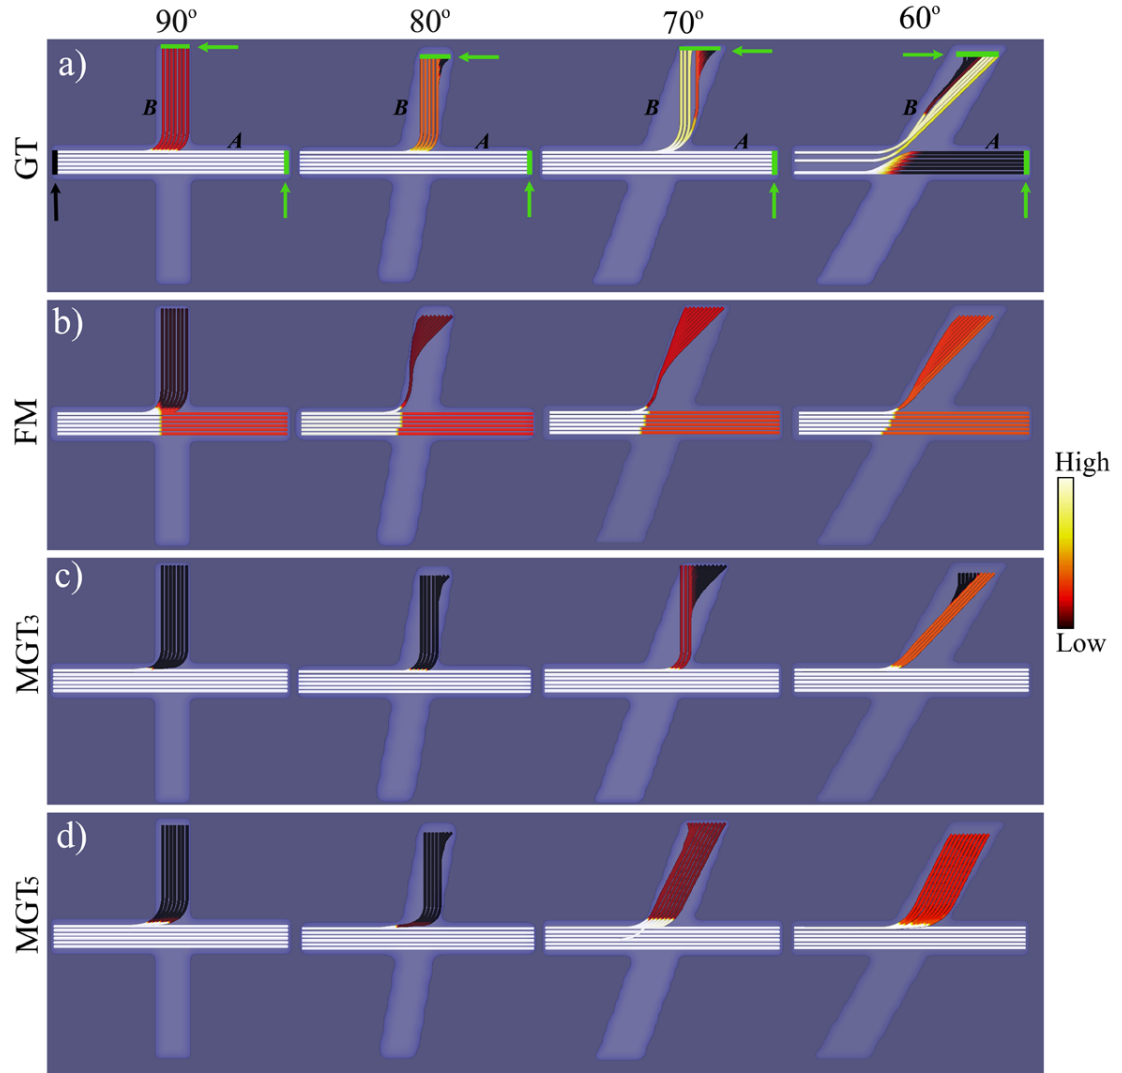 90º 80º 70º 60º
a)
B A B A B A B A
GT
b)
FM
High
Low
c)
MGT3
d)
MGT5